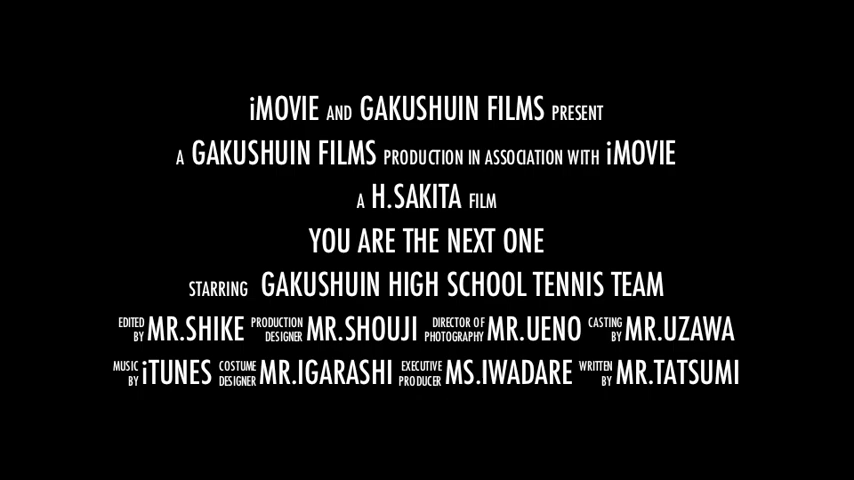 iMOVIE AND GAKUSHUIN FILMS PRESENT
A GAKUSHUIN FILMS PRODUCTION IN ASSOCIATION WITH iMOVIE
A H.SAKITA FILM
YOU ARE THE NEXT ONE
STARRING GAKUSHUIN HIGH SCHOOL TENNIS TEAM
EDITED BY MR.SHIKE PRODUCTION DESIGNER MR.SHOUJI DIRECTOR OF PHOTOGRAPHY MR.UENO CASTING BY MR.UZAWA
MUSIC BY iTUNES COSTUME DESIGNER MR.IGARASHI EXECUTIVE PRODUCER MS.IWADARE WRITTEN BY MR.TATSUMI